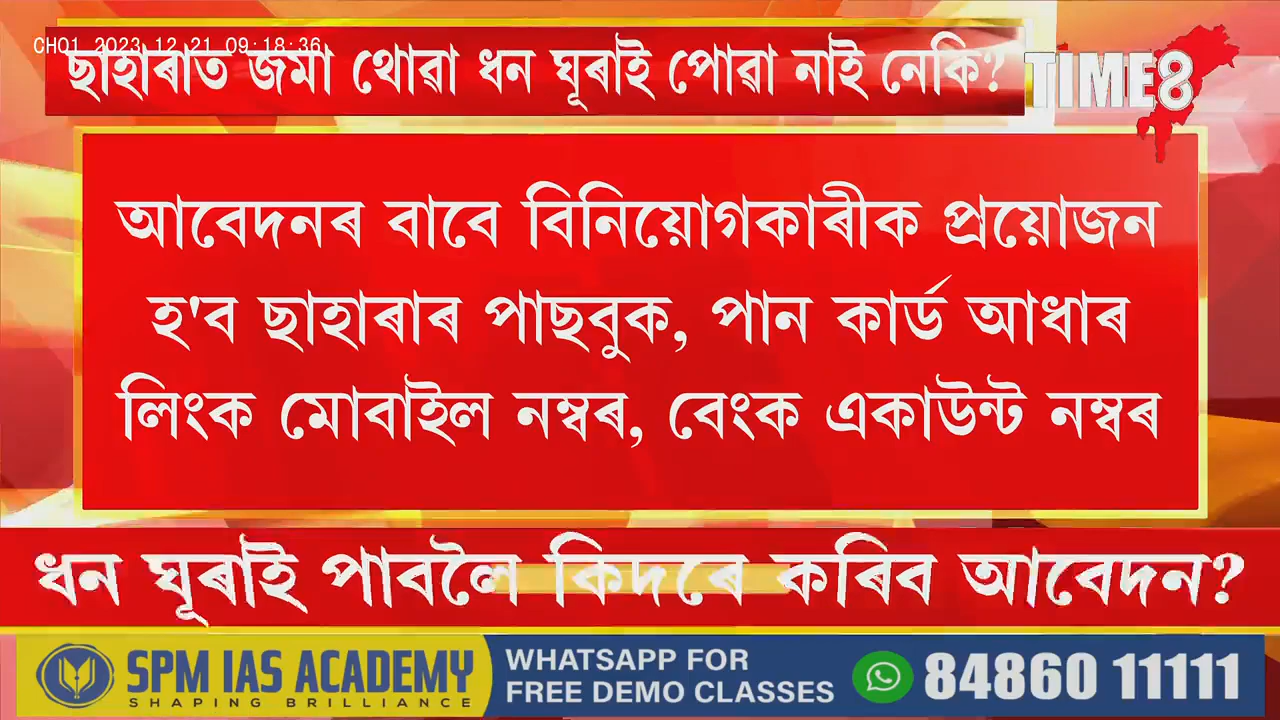 CH01 2023 12 21 09:18:36
ছাহাৰাত জমা থোৱা ধন ঘূৰাই পোৱা নাই নেকি?
TIME8
আবেদনৰ বাবে বিনিয়োগকাৰীক প্ৰয়োজন
হ'ব ছাহাৰাৰ পাছবুক, পান কাৰ্ড আধাৰ
লিংক মোবাইল নম্বৰ, বেংক একাউন্ট নম্বৰ
ধন ঘূৰাই পাবলৈ কিদৰে কৰিব আবেদন?
SPM IAS ACADEMY
SHAPING BRILLIANCE
WHATSAPP FOR
FREE DEMO CLASSES
84860 11111